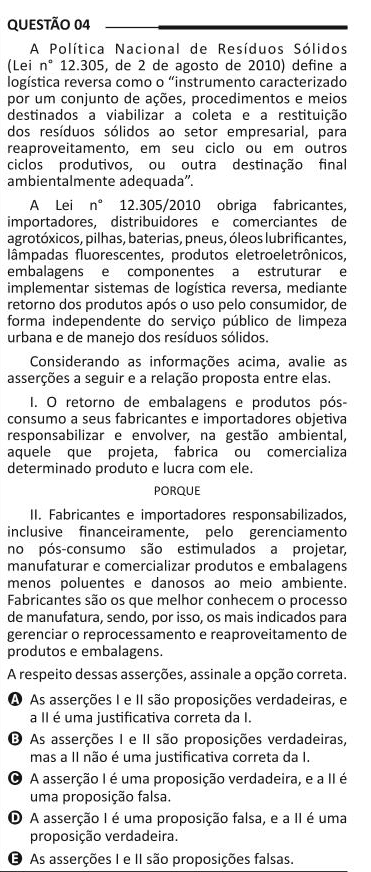 QUESTÃO 04
A Política Nacional de Resíduos Sólidos
(Lei n° 12.305, de 2 de agosto de 2010) define a
logística reversa como o “instrumento caracterizado
por um conjunto de ações, procedimentos e meios
destinados a viabilizar a coleta e a restituição
dos resíduos sólidos ao setor empresarial, para
reaproveitamento, em seu ciclo ou em outros
ciclos produtivos, ou outra destinação final
ambientalmente adequada”.
A Lei n° 12.305/2010 obriga fabricantes,
importadores, distribuidores e comerciantes de
agrotóxicos, pilhas, baterias, pneus, óleos lubrificantes,
lâmpadas fluorescentes, produtos eletroeletrônicos,
embalagens e componentes a estruturar e
implementar sistemas de logística reversa, mediante
retorno dos produtos após o uso pelo consumidor, de
forma independente do serviço público de limpeza
urbana e de manejo dos resíduos sólidos.
Considerando as informações acima, avalie as
asserções a seguir e a relação proposta entre elas.
I. O retorno de embalagens e produtos pós-
consumo a seus fabricantes e importadores objetiva
responsabilizar e envolver, na gestão ambiental,
aquele que projeta, fabrica ou comercializa
determinado produto e lucra com ele.
PORQUE
II. Fabricantes e importadores responsabilizados,
inclusive financeiramente, pelo gerenciamento
no pós-consumo são estimulados a projetar,
manufaturar e comercializar produtos e embalagens
menos poluentes e danosos ao meio ambiente.
Fabricantes são os que melhor conhecem o processo
de manufatura, sendo, por isso, os mais indicados para
gerenciar o reprocessamento e reaproveitamento de
produtos e embalagens.
A respeito dessas asserções, assinale a opção correta.
A As asserções I e II são proposições verdadeiras, e
a II é uma justificativa correta da I.
B As asserções I e II são proposições verdadeiras,
mas a II não é uma justificativa correta da I.
C A asserção I é uma proposição verdadeira, e a II é
uma proposição falsa.
D A asserção I é uma proposição falsa, e a II é uma
proposição verdadeira.
E As asserções I e II são proposições falsas.